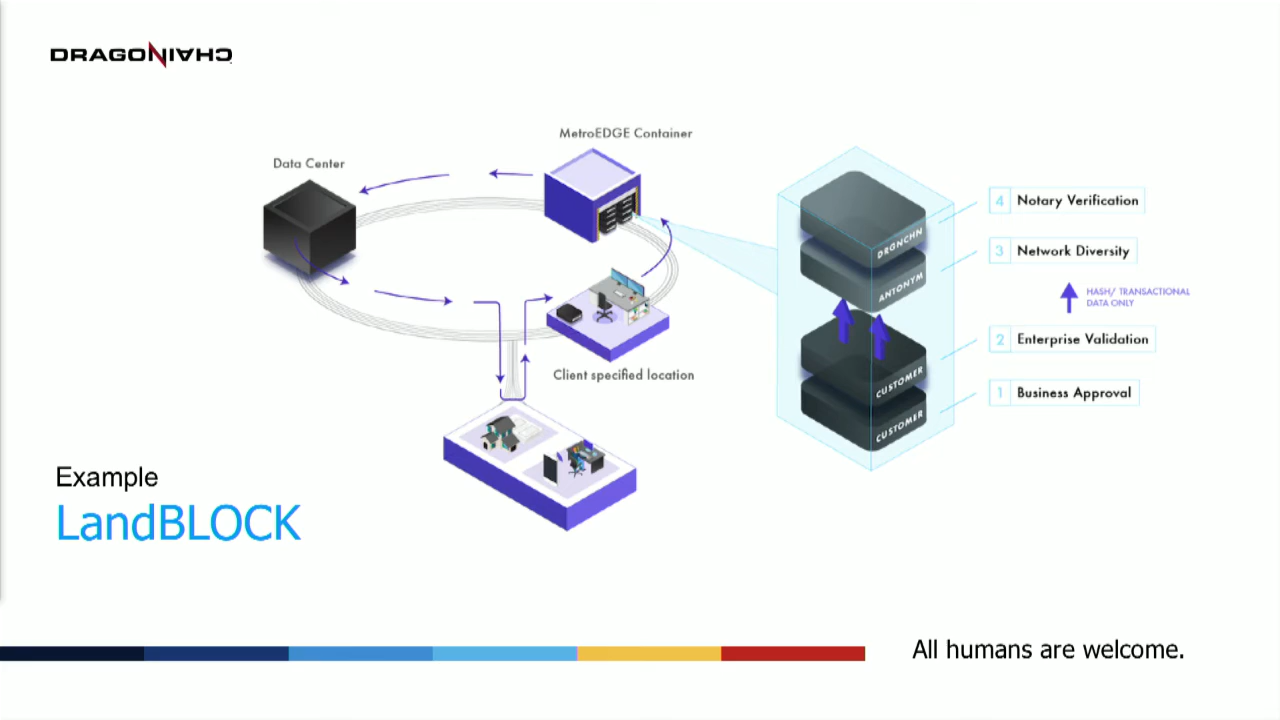 DRAGONCHAIN
Data Center
MetroEDGE Container
Client specified location
DRGNCHN
ANTONYM
CUSTOMER
CUSTOMER
4 Notary Verification
3 Network Diversity
HASH/ TRANSACTIONAL
DATA ONLY
2 Enterprise Validation
1 Business Approval
Example
LandBLOCK
All humans are welcome.